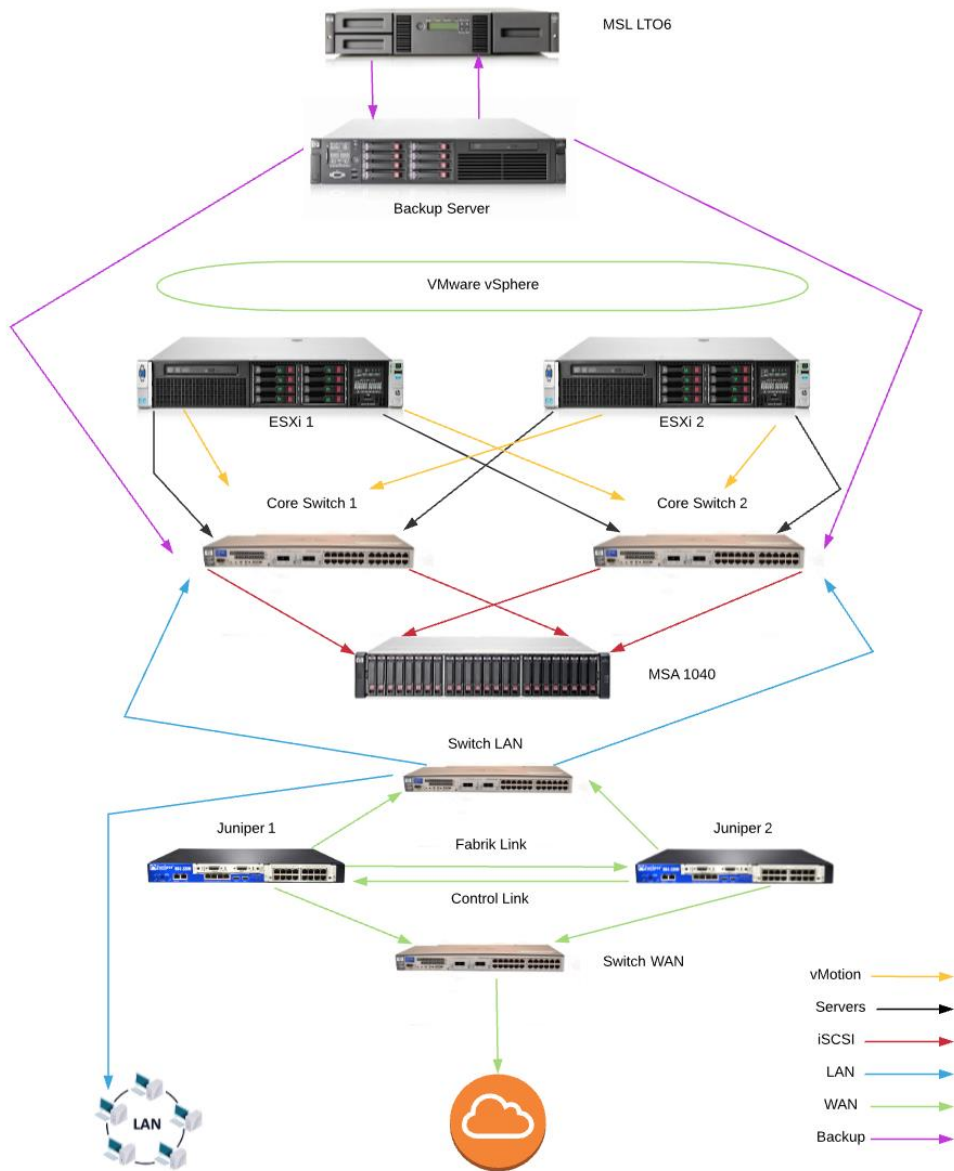 MSL LTO6
Backup Server
VMware vSphere
ESXi 1
ESXi 2
Core Switch 1
Core Switch 2
MSA 1040
Switch LAN
Juniper 1
Juniper 2
Fabrik Link
Control Link
Switch WAN
vMotion
Servers
iSCSI
LAN
WAN
Backup
LAN